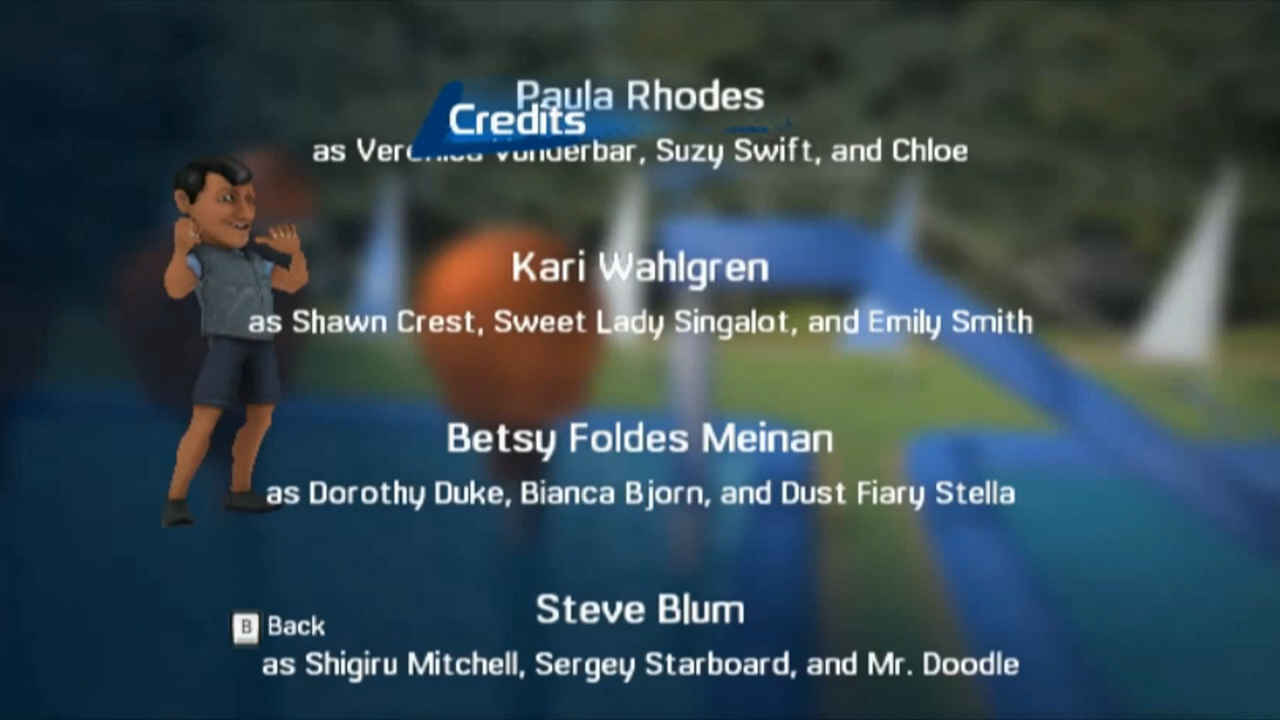 Paula Rhodes
Credits
as Vunderbar, Suzy Swift, and Chloe
Kari Wahlgren
as Shawn Crest, Sweet Lady Singalot, and Emily Smith
Betsy Foldes Meinan
as Dorothy Duke, Bianca Bjorn, and Dust Fiary Stella
Steve Blum
B Back
as Shigiru Mitchell, Sergey Starboard, and Mr. Doodle